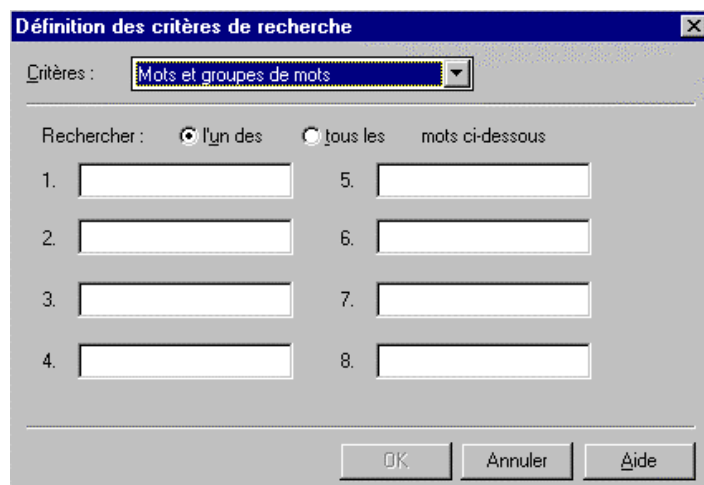 Définition des critères de recherche
Critères : Mots et groupes de mots
Rechercher : l'un des tous les mots ci-dessous
1. 5.
2. 6.
3. 7.
4. 8.
OK Annuler Aide